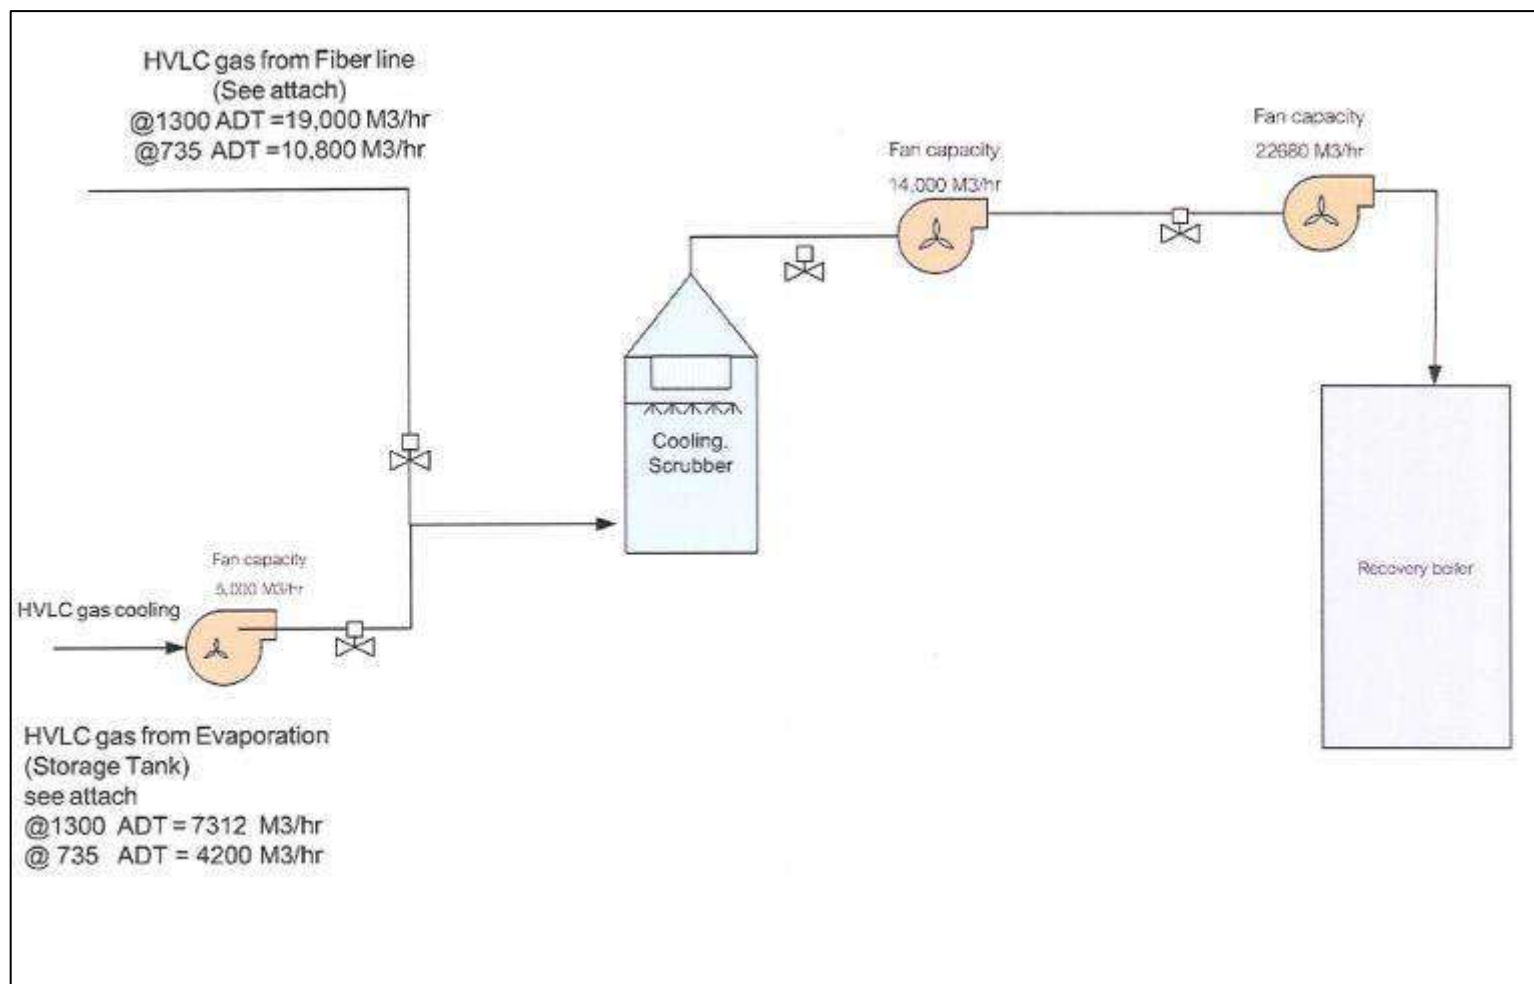 HVLC gas from Fiber line
(See attach)
@1300 ADT =19,000 M3/hr
@735 ADT =10,800 M3/hr
Fan capacity
14,000 M3/hr
Fan capacity
22680 M3/hr
Cooling.
Scrubber
Fan capacity
5,000 M3/hr
HVLC gas cooling
Recovery boiler
HVLC gas from Evaporation
(Storage Tank)
see attach
@1300 ADT = 7312 M3/hr
@ 735 ADT = 4200 M3/hr